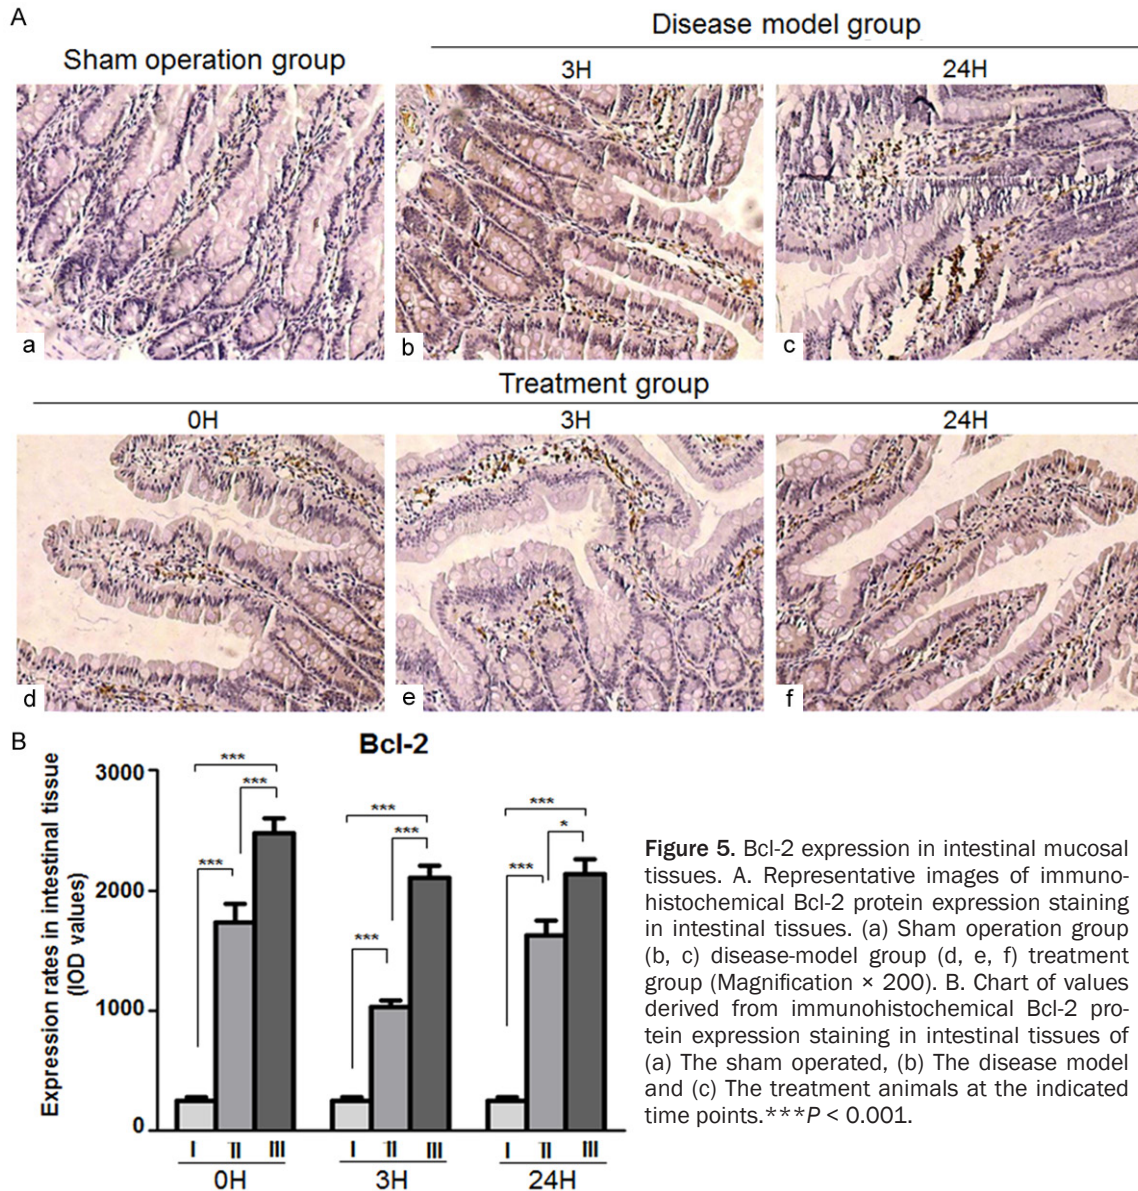 A
Disease model group
Sham operation group
3H
24H
a
b
c
Treatment group
0H
3H
24H
d
e
f
B
Bcl-2
Expression rates in intestinal tissue
(IOD values)
3000
2000
1000
0
***
***
***
***
***
***
***
*
***
I II III
0H
I II III
3H
I II III
24H
Figure 5. Bcl-2 expression in intestinal mucosal
tissues. A. Representative images of immuno-
histochemical Bcl-2 protein expression staining
in intestinal tissues. (a) Sham operation group
(b, c) disease-model group (d, e, f) treatment
group (Magnification × 200). B. Chart of values
derived from immunohistochemical Bcl-2 pro-
tein expression staining in intestinal tissues of
(a) The sham operated, (b) The disease model
and (c) The treatment animals at the indicated
time points.***P < 0.001.